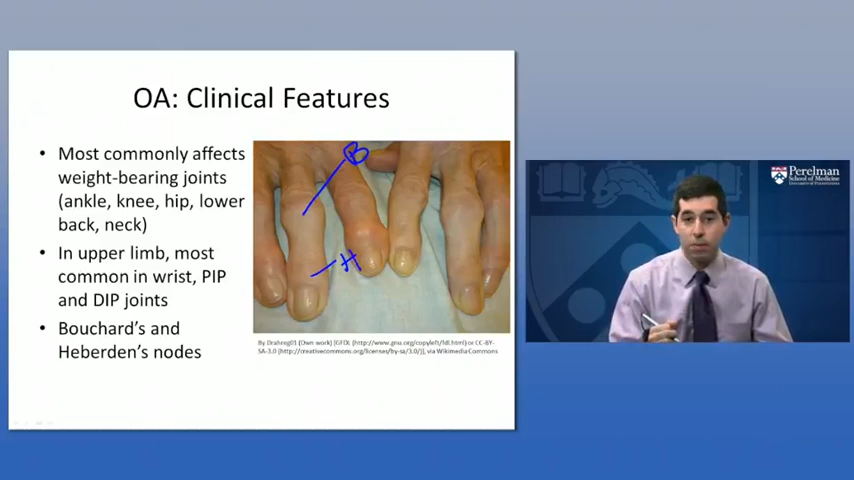 OA: Clinical Features
• Most commonly affects
weight-bearing joints
(ankle, knee, hip, lower
back, neck)
• In upper limb, most
common in wrist, PIP
and DIP joints
• Bouchard's and
Heberden's nodes
B
H
By Drahreg01 (Own work) [GFDL (http://www.gnu.org/copyleft/fdl.html) or CC-BY-
SA-3.0 (http://creativecommons.org/licenses/by-sa/3.0/)], via Wikimedia Commons
Perelman
School of Medicine
University of Pennsylvania